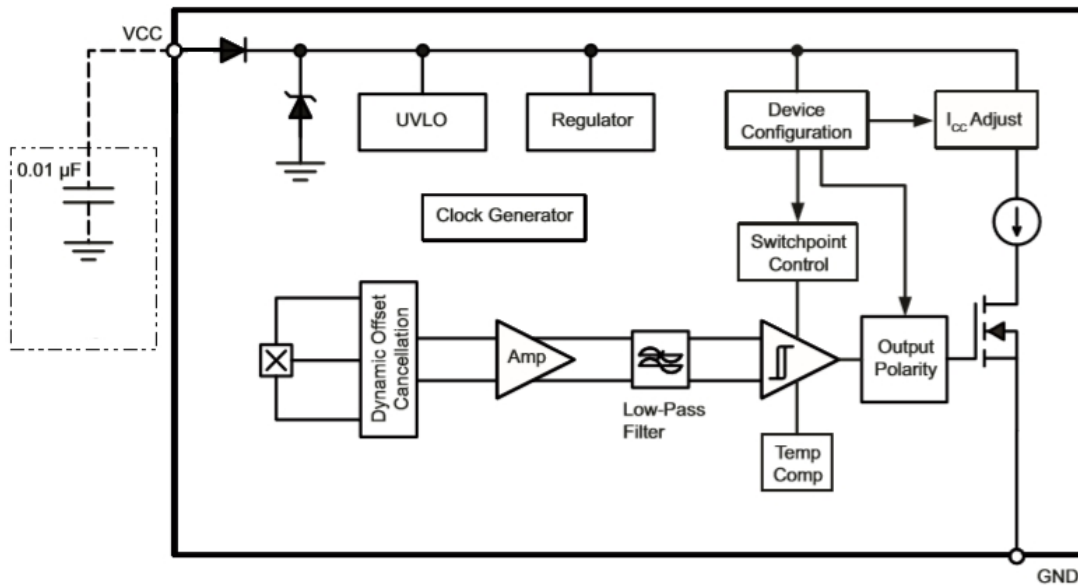 VCC
0.01 µF
UVLO
Regulator
Device
Configuration
ICC Adjust
Clock Generator
Switchpoint
Control
Dynamic Offset
Cancellation
Amp
Low-Pass
Filter
Output
Polarity
Temp
Comp
GND